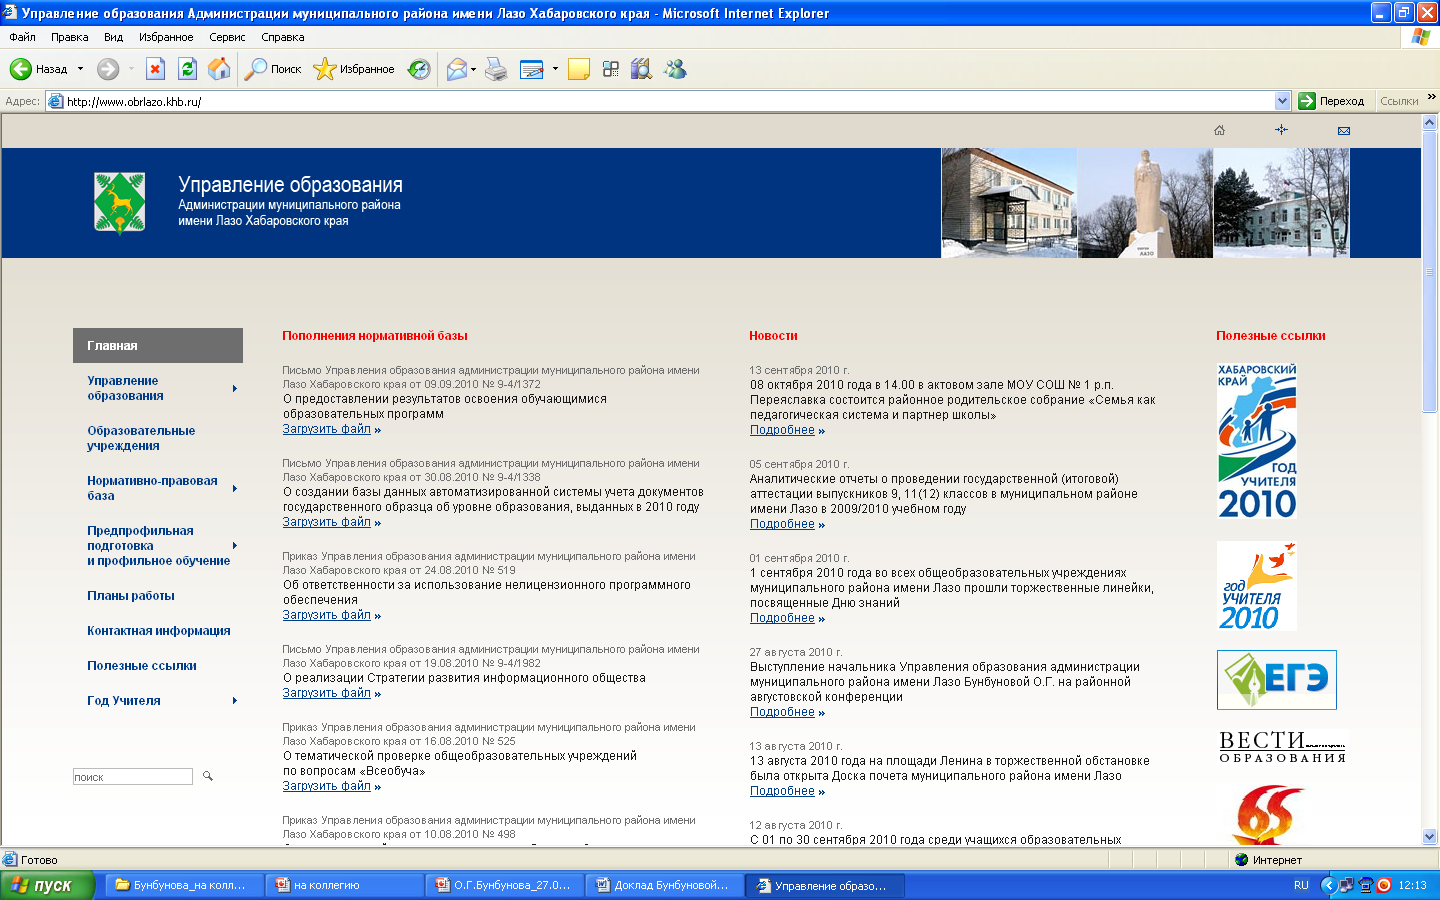 Управление образования Администрации муниципального района имени Лазо Хабаровского края - Microsoft Internet Explorer
Файл Правка Вид Избранное Сервис Справка
Назад Поиск Избранное
Адрес: http://www.obrlazo.khb.ru/ Переход Ссылки »
Управление образования
Администрации муниципального района
имени Лазо Хабаровского края
ЛАЗО
Главная
Управление
образования
Образовательные
учреждения
Нормативно-правовая
база
Предпрофильная
подготовка
и профильное обучение
Планы работы
Контактная информация
Полезные ссылки
Год Учителя
поиск
Пополнения нормативной базы
Письмо Управления образования администрации муниципального района имени
Лазо Хабаровского края от 09.09.2010 № 9-4/1372
О предоставлении результатов освоения обучающимися
образовательных программ
Загрузить файл »
Письмо Управления образования администрации муниципального района имени
Лазо Хабаровского края от 30.08.2010 № 9-4/1338
О создании базы данных автоматизированной системы учета документов
государственного образца об уровне образования, выданных в 2010 году
Загрузить файл »
Приказ Управления образования администрации муниципального района имени
Лазо Хабаровского края от 24.08.2010 № 519
Об ответственности за использование нелицензионного программного
обеспечения
Загрузить файл »
Письмо Управления образования администрации муниципального района имени
Лазо Хабаровского края от 19.08.2010 № 9-4/1982
О реализации Стратегии развития информационного общества
Загрузить файл »
Приказ Управления образования администрации муниципального района имени
Лазо Хабаровского края от 16.08.2010 № 525
О тематической проверке общеобразовательных учреждений
по вопросам «Всеобуча»
Загрузить файл »
Приказ Управления образования администрации муниципального района имени
Лазо Хабаровского края от 10.08.2010 № 498
Новости
13 сентября 2010 г.
08 октября 2010 года в 14.00 в актовом зале МОУ СОШ № 1 р.п.
Переяславка состоится районное родительское собрание «Семья как
педагогическая система и партнер школы»
Подробнее »
05 сентября 2010 г.
Аналитические отчеты о проведении государственной (итоговой)
аттестации выпускников 9, 11(12) классов в муниципальном районе
имени Лазо в 2009/2010 учебном году
Подробнее »
01 сентября 2010 г.
1 сентября 2010 года во всех общеобразовательных учреждениях
муниципального района имени Лазо прошли торжественные линейки,
посвященные Дню знаний
Подробнее »
27 августа 2010 г.
Выступление начальника Управления образования администрации
муниципального района имени Лазо Бунбуновой О.Г. на районной
августовской конференции
Подробнее »
13 августа 2010 г.
13 августа 2010 года на площади Ленина в торжественной обстановке
была открыта Доска почета муниципального района имени Лазо
Подробнее »
12 августа 2010 г.
С 01 по 30 сентября 2010 года среди учащихся образовательных
Полезные ссылки
ХАБАРОВСКИЙ
КРАЙ
ГОД
УЧИТЕЛЯ
2010
ГОД
УЧИТЕЛЯ
2010
ЕГЭ
ВЕСТИ
ОБРАЗОВАНИЯ
65
Готово Интернет
пуск Бунбунова_на колл... на коллегию О.Г.Бунбунова_27.0... Доклад Бунбуновой... Управление образо... RU 12:13